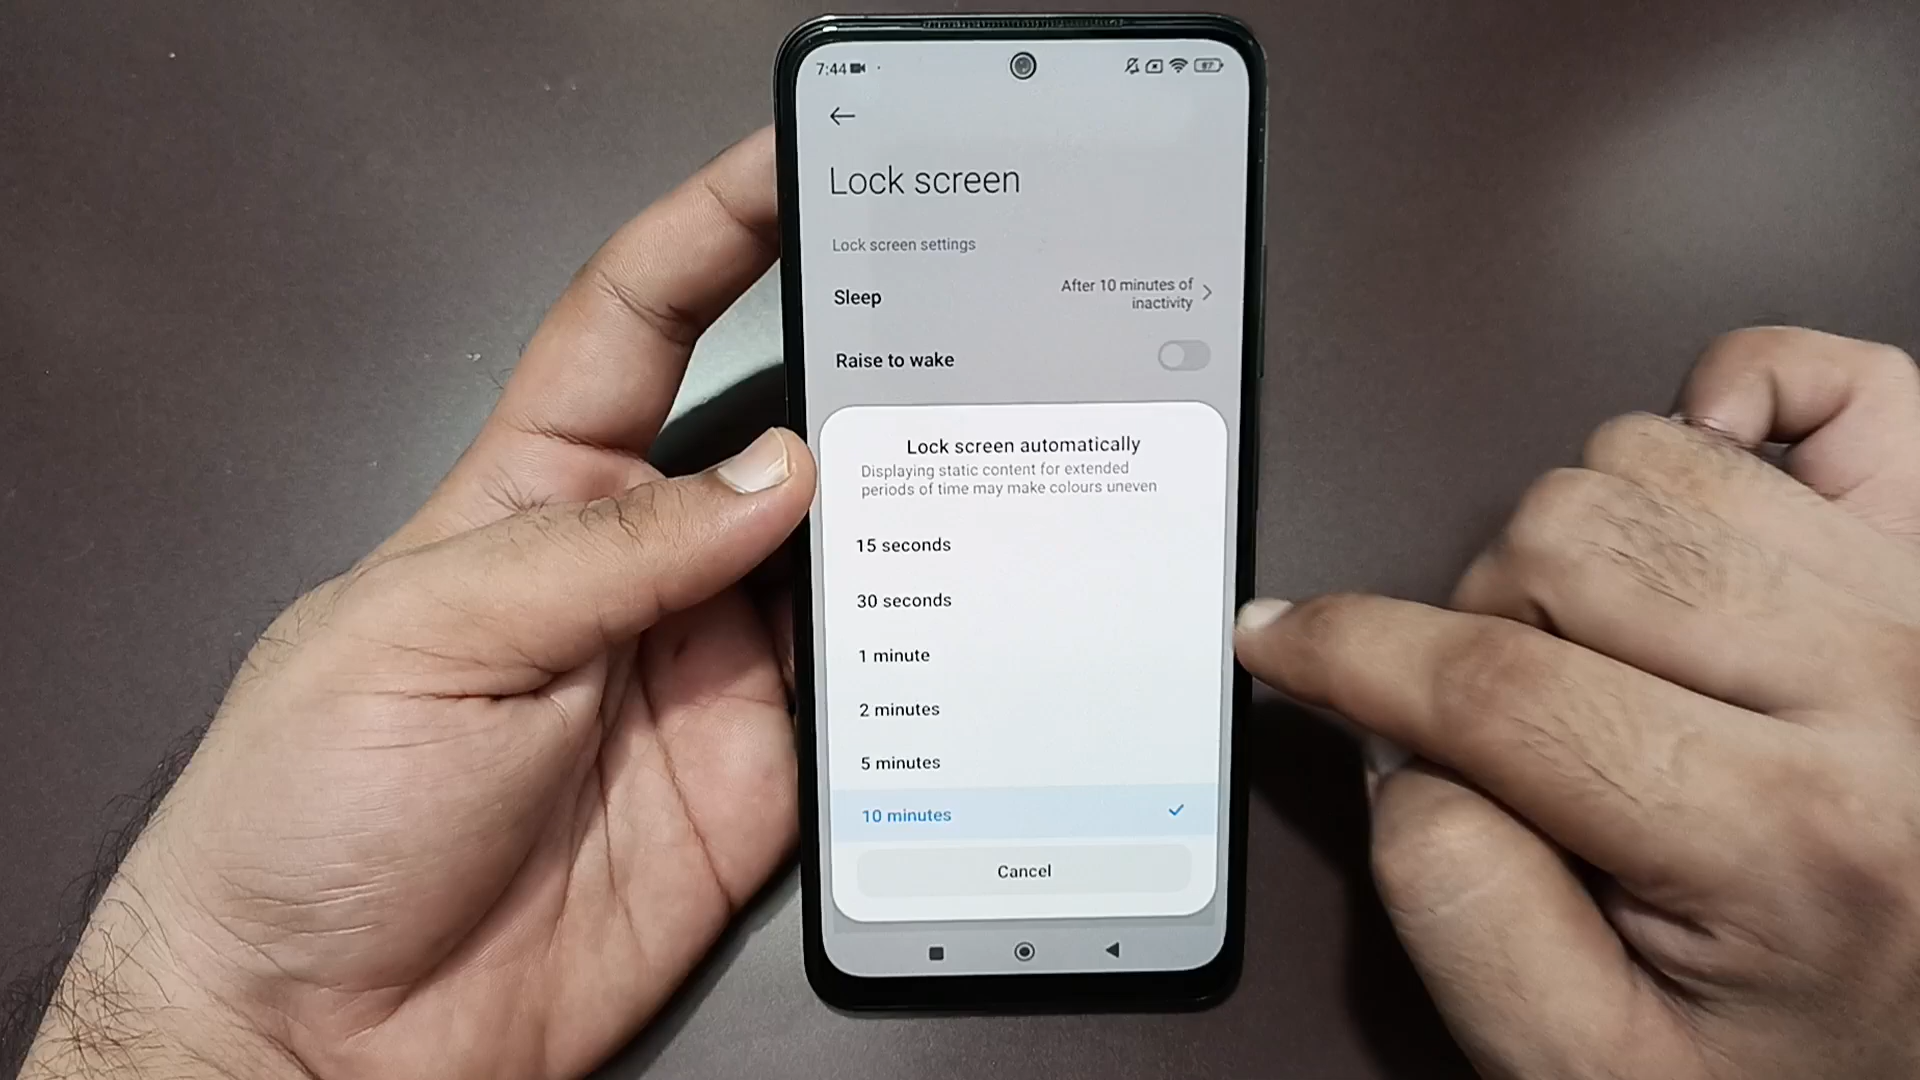 7:44
87
Lock screen
Lock screen settings
Sleep
After 10 minutes of
inactivity
Raise to wake
Lock screen automatically
Displaying static content for extended
periods of time may make colours uneven
15 seconds
30 seconds
1 minute
2 minutes
5 minutes
10 minutes
Cancel